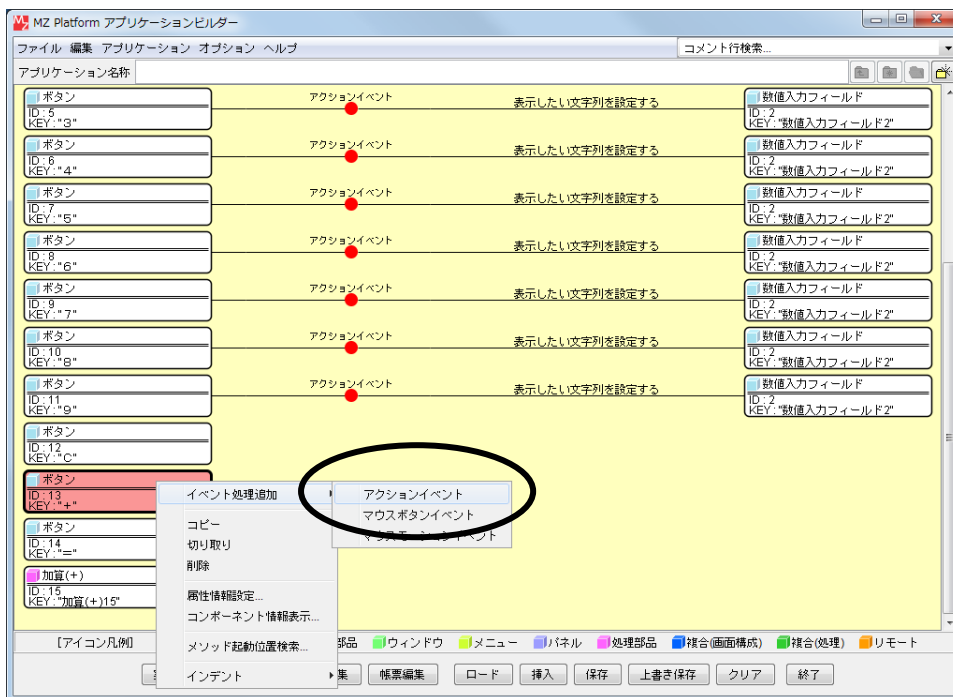 MZ Platform アプリケーションビルダー
ファイル 編集 アプリケーション オプション ヘルプ
コメント行検索...
アプリケーション名称
ボタン アクションイベント 表示したい文字列を設定する 数値入力フィールド
ID : 5 ID : 2
KEY : "3" KEY : "数値入力フィールド2"
ボタン アクションイベント 表示したい文字列を設定する 数値入力フィールド
ID : 6 ID : 2
KEY : "4" KEY : "数値入力フィールド2"
ボタン アクションイベント 表示したい文字列を設定する 数値入力フィールド
ID : 7 ID : 2
KEY : "5" KEY : "数値入力フィールド2"
ボタン アクションイベント 表示したい文字列を設定する 数値入力フィールド
ID : 8 ID : 2
KEY : "6" KEY : "数値入力フィールド2"
ボタン アクションイベント 表示したい文字列を設定する 数値入力フィールド
ID : 9 ID : 2
KEY : "7" KEY : "数値入力フィールド2"
ボタン アクションイベント 表示したい文字列を設定する 数値入力フィールド
ID : 10 ID : 2
KEY : "8" KEY : "数値入力フィールド2"
ボタン アクションイベント 表示したい文字列を設定する 数値入力フィールド
ID : 11 ID : 2
KEY : "9" KEY : "数値入力フィールド2"
ボタン
ID : 12
KEY : "C"
ボタン
ID : 13
KEY : "+"
ボタン
ID : 14
KEY : "="
加算(+)
ID : 15
KEY : "加算(+)15"
イベント処理追加
コピー
切り取り
削除
属性情報設定...
コンポーネント情報表示...
メソッド起動位置検索...
インデント
アクションイベント
マウスボタンイベント
マウスモーションイベント
[アイコン凡例] 部品 ウィンドウ メニュー パネル 処理部品 複合(画面構成) 複合(処理) リモート
集 帳票編集 ロード 挿入 保存 上書き保存 クリア 終了